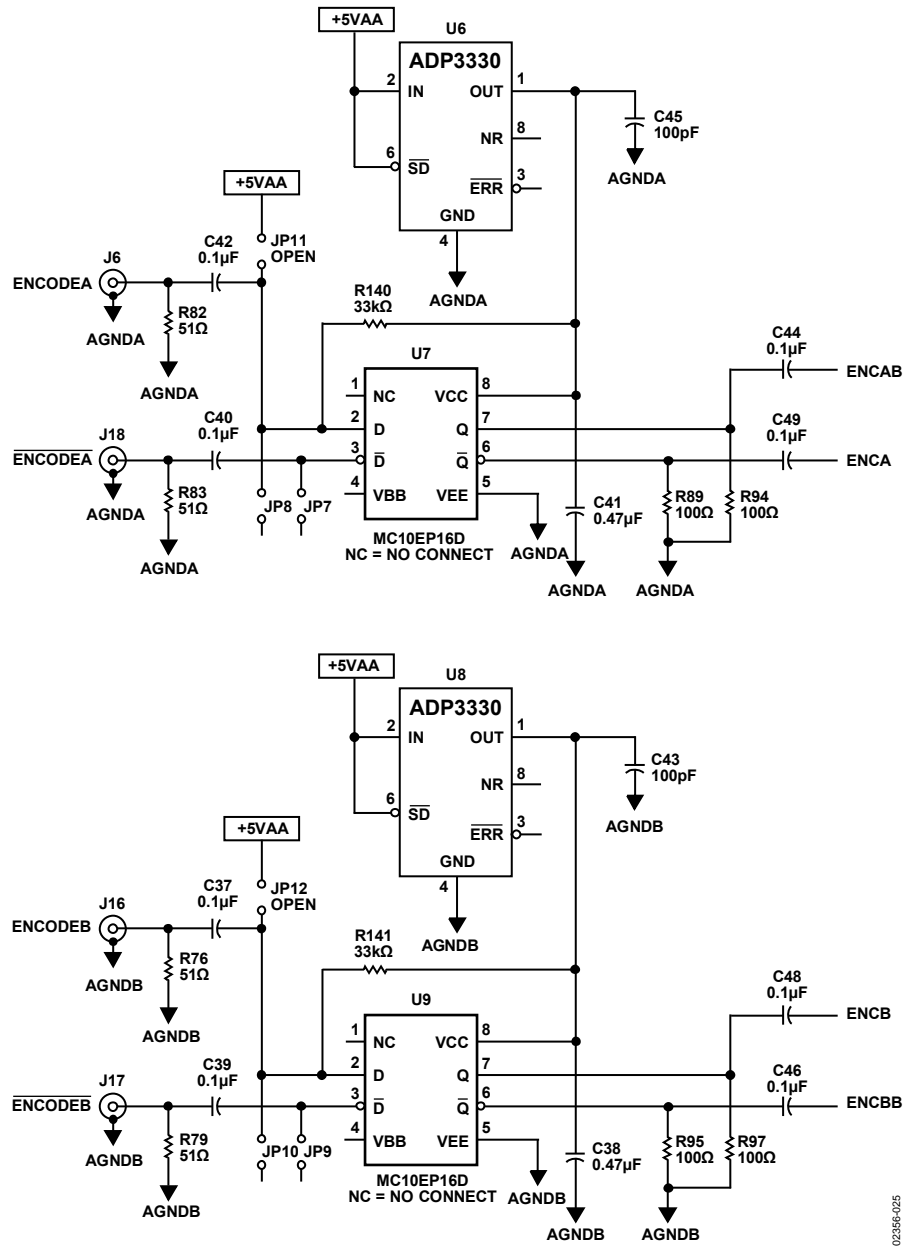 +5VAA
U6
ADP3330
2 IN OUT 1
C45
100pF
NR 8
6 S̅D̅
E̅R̅R̅ 3
AGNDA
GND
4
AGNDA
+5VAA
JP11
OPEN
C42
0.1µF
J6
ENCODEA
AGNDA
R82
51Ω
AGNDA
R140
33kΩ
U7
1 NC VCC 8
2 D Q 7
3 D̅ Q̅ 6
4 VBB VEE 5
MC10EP16D
NC = NO CONNECT
C40
0.1µF
J18
E̅N̅C̅O̅D̅E̅A̅
AGNDA
R83
51Ω
AGNDA
JP8 JP7
AGNDA
C41
0.47µF
AGNDA
C44
0.1µF
ENCAB
C49
0.1µF
ENCA
R89
100Ω
R94
100Ω
AGNDA
+5VAA
U8
ADP3330
2 IN OUT 1
C43
100pF
NR 8
6 S̅D̅
E̅R̅R̅ 3
AGNDB
GND
4
AGNDB
+5VAA
JP12
OPEN
C37
0.1µF
J16
ENCODEB
AGNDB
R76
51Ω
AGNDB
R141
33kΩ
U9
1 NC VCC 8
2 D Q 7
3 D̅ Q̅ 6
4 VBB VEE 5
MC10EP16D
NC = NO CONNECT
C39
0.1µF
J17
E̅N̅C̅O̅D̅E̅B̅
AGNDB
R79
51Ω
AGNDB
JP10 JP9
AGNDB
C38
0.47µF
AGNDB
C48
0.1µF
ENCB
C46
0.1µF
ENCBB
R95
100Ω
R97
100Ω
AGNDB
02356-025